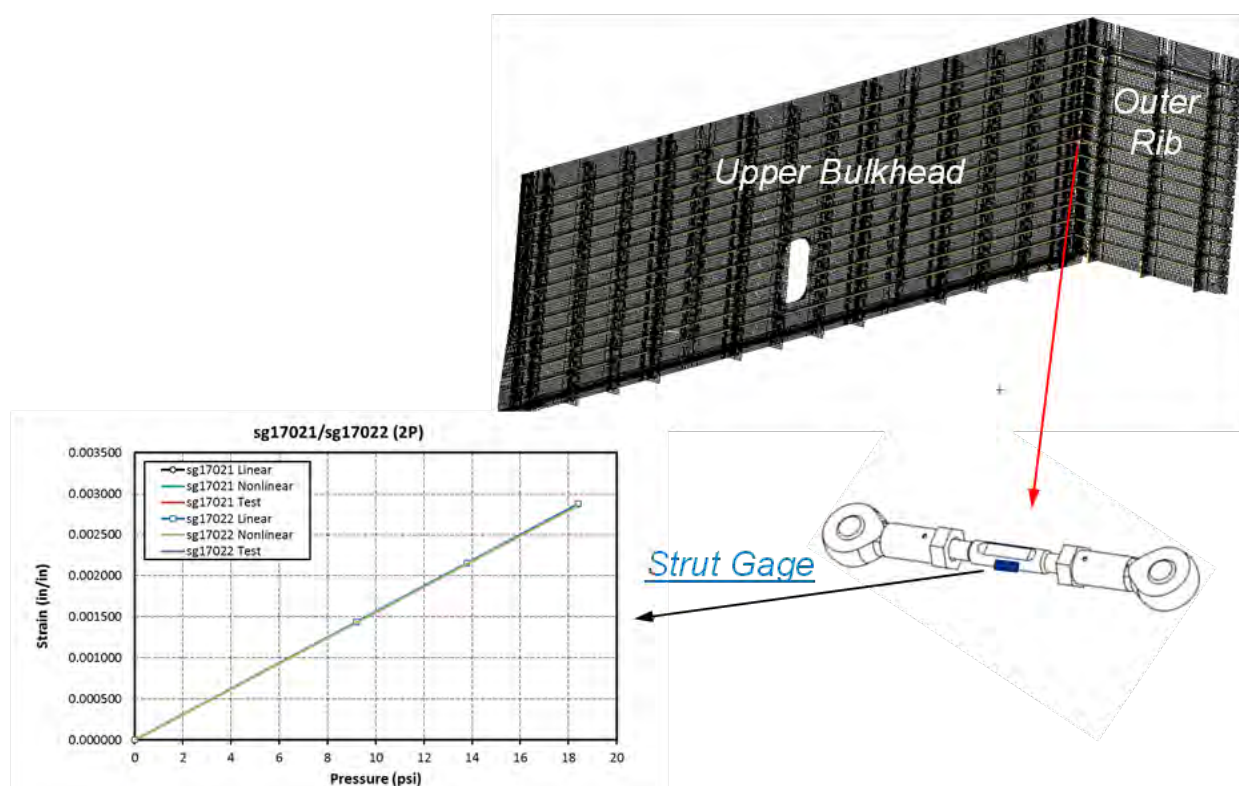 Outer
Rib
Upper Bulkhead
sg17021/sg17022 (2P)
0.003500
0.003000
0.002500
0.002000
0.001500
0.001000
0.000500
0.000000
Strain (in/in)
sg17021 Linear
sg17021 Nonlinear
sg17021 Test
sg17022 Linear
sg17022 Nonlinear
sg17022 Test
0 2 4 6 8 10 12 14 16 18 20
Pressure (psi)
Strut Gage